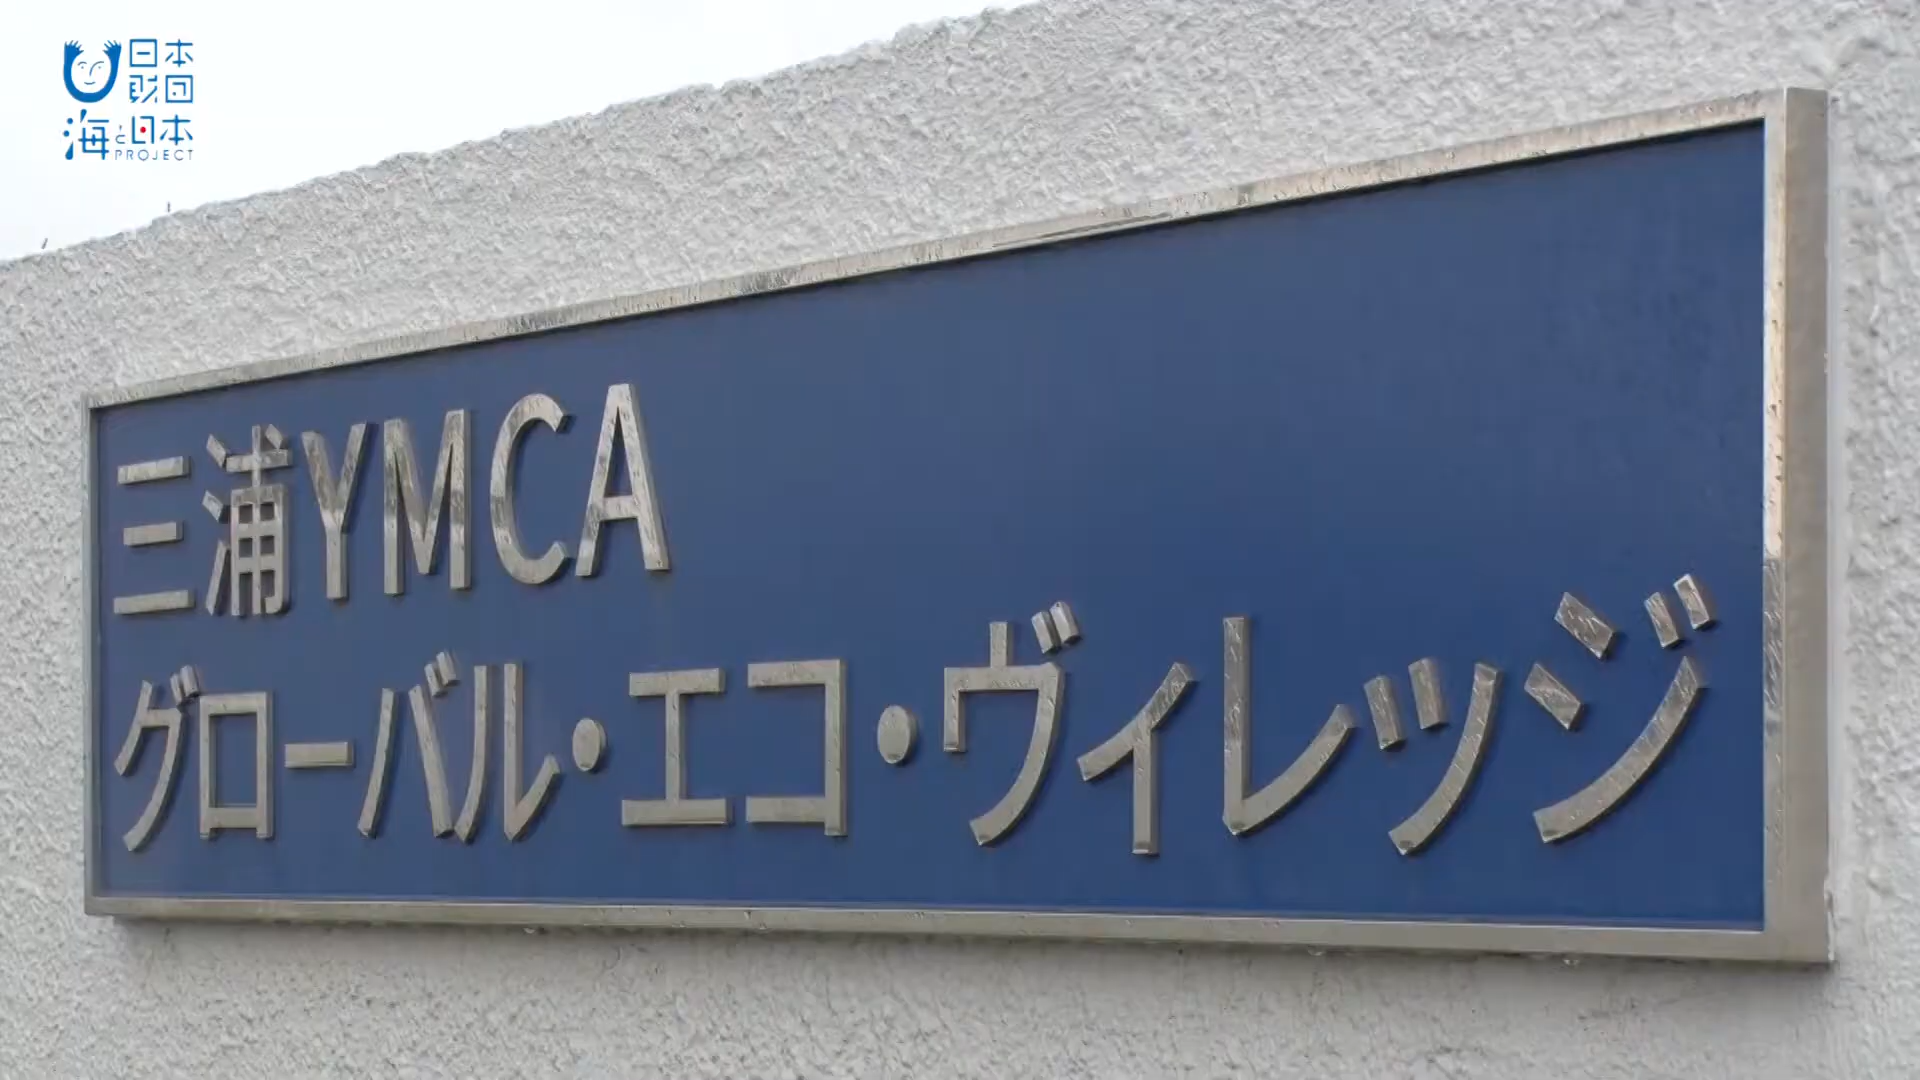 日本
財団
海と日本
PROJECT
三浦YMCA
グローバル・エコ・ヴィレッジ